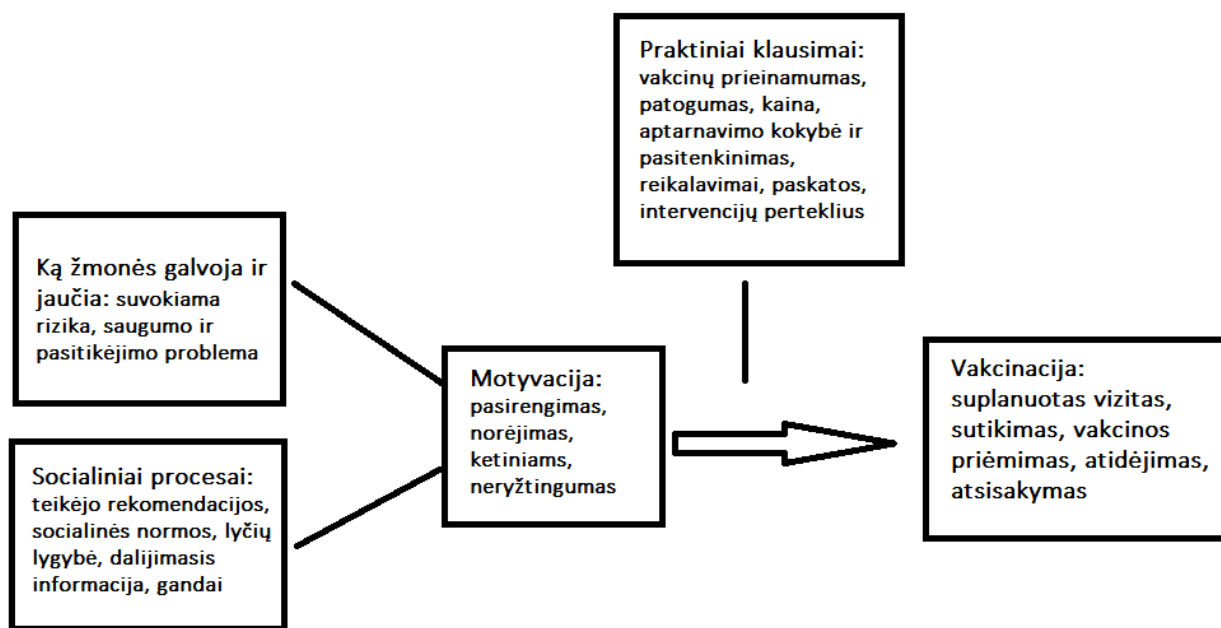 Praktiniai klausimai:
vakcinų prieinamumas,
patogumas, kaina,
aptarnavimo kokybė ir
pasitenkinimas,
reikalavimai, paskatos,
intervencijų perteklius
Ką žmonės galvoja ir
jaučia: suvokiama
rizika, saugumo ir
pasitikėjimo problema
Socialiniai procesai:
teikėjo rekomendacijos,
socialinės normos, lyčių
lygybė, dalijimasis
informacija, gandai
Motyvacija:
pasirengimas,
norėjimas,
ketiniams,
neryžtingumas
Vakcinacija:
suplanuotas vizitas,
sutikimas, vakcinos
priėmimas, atidėjimas,
atsisakymas